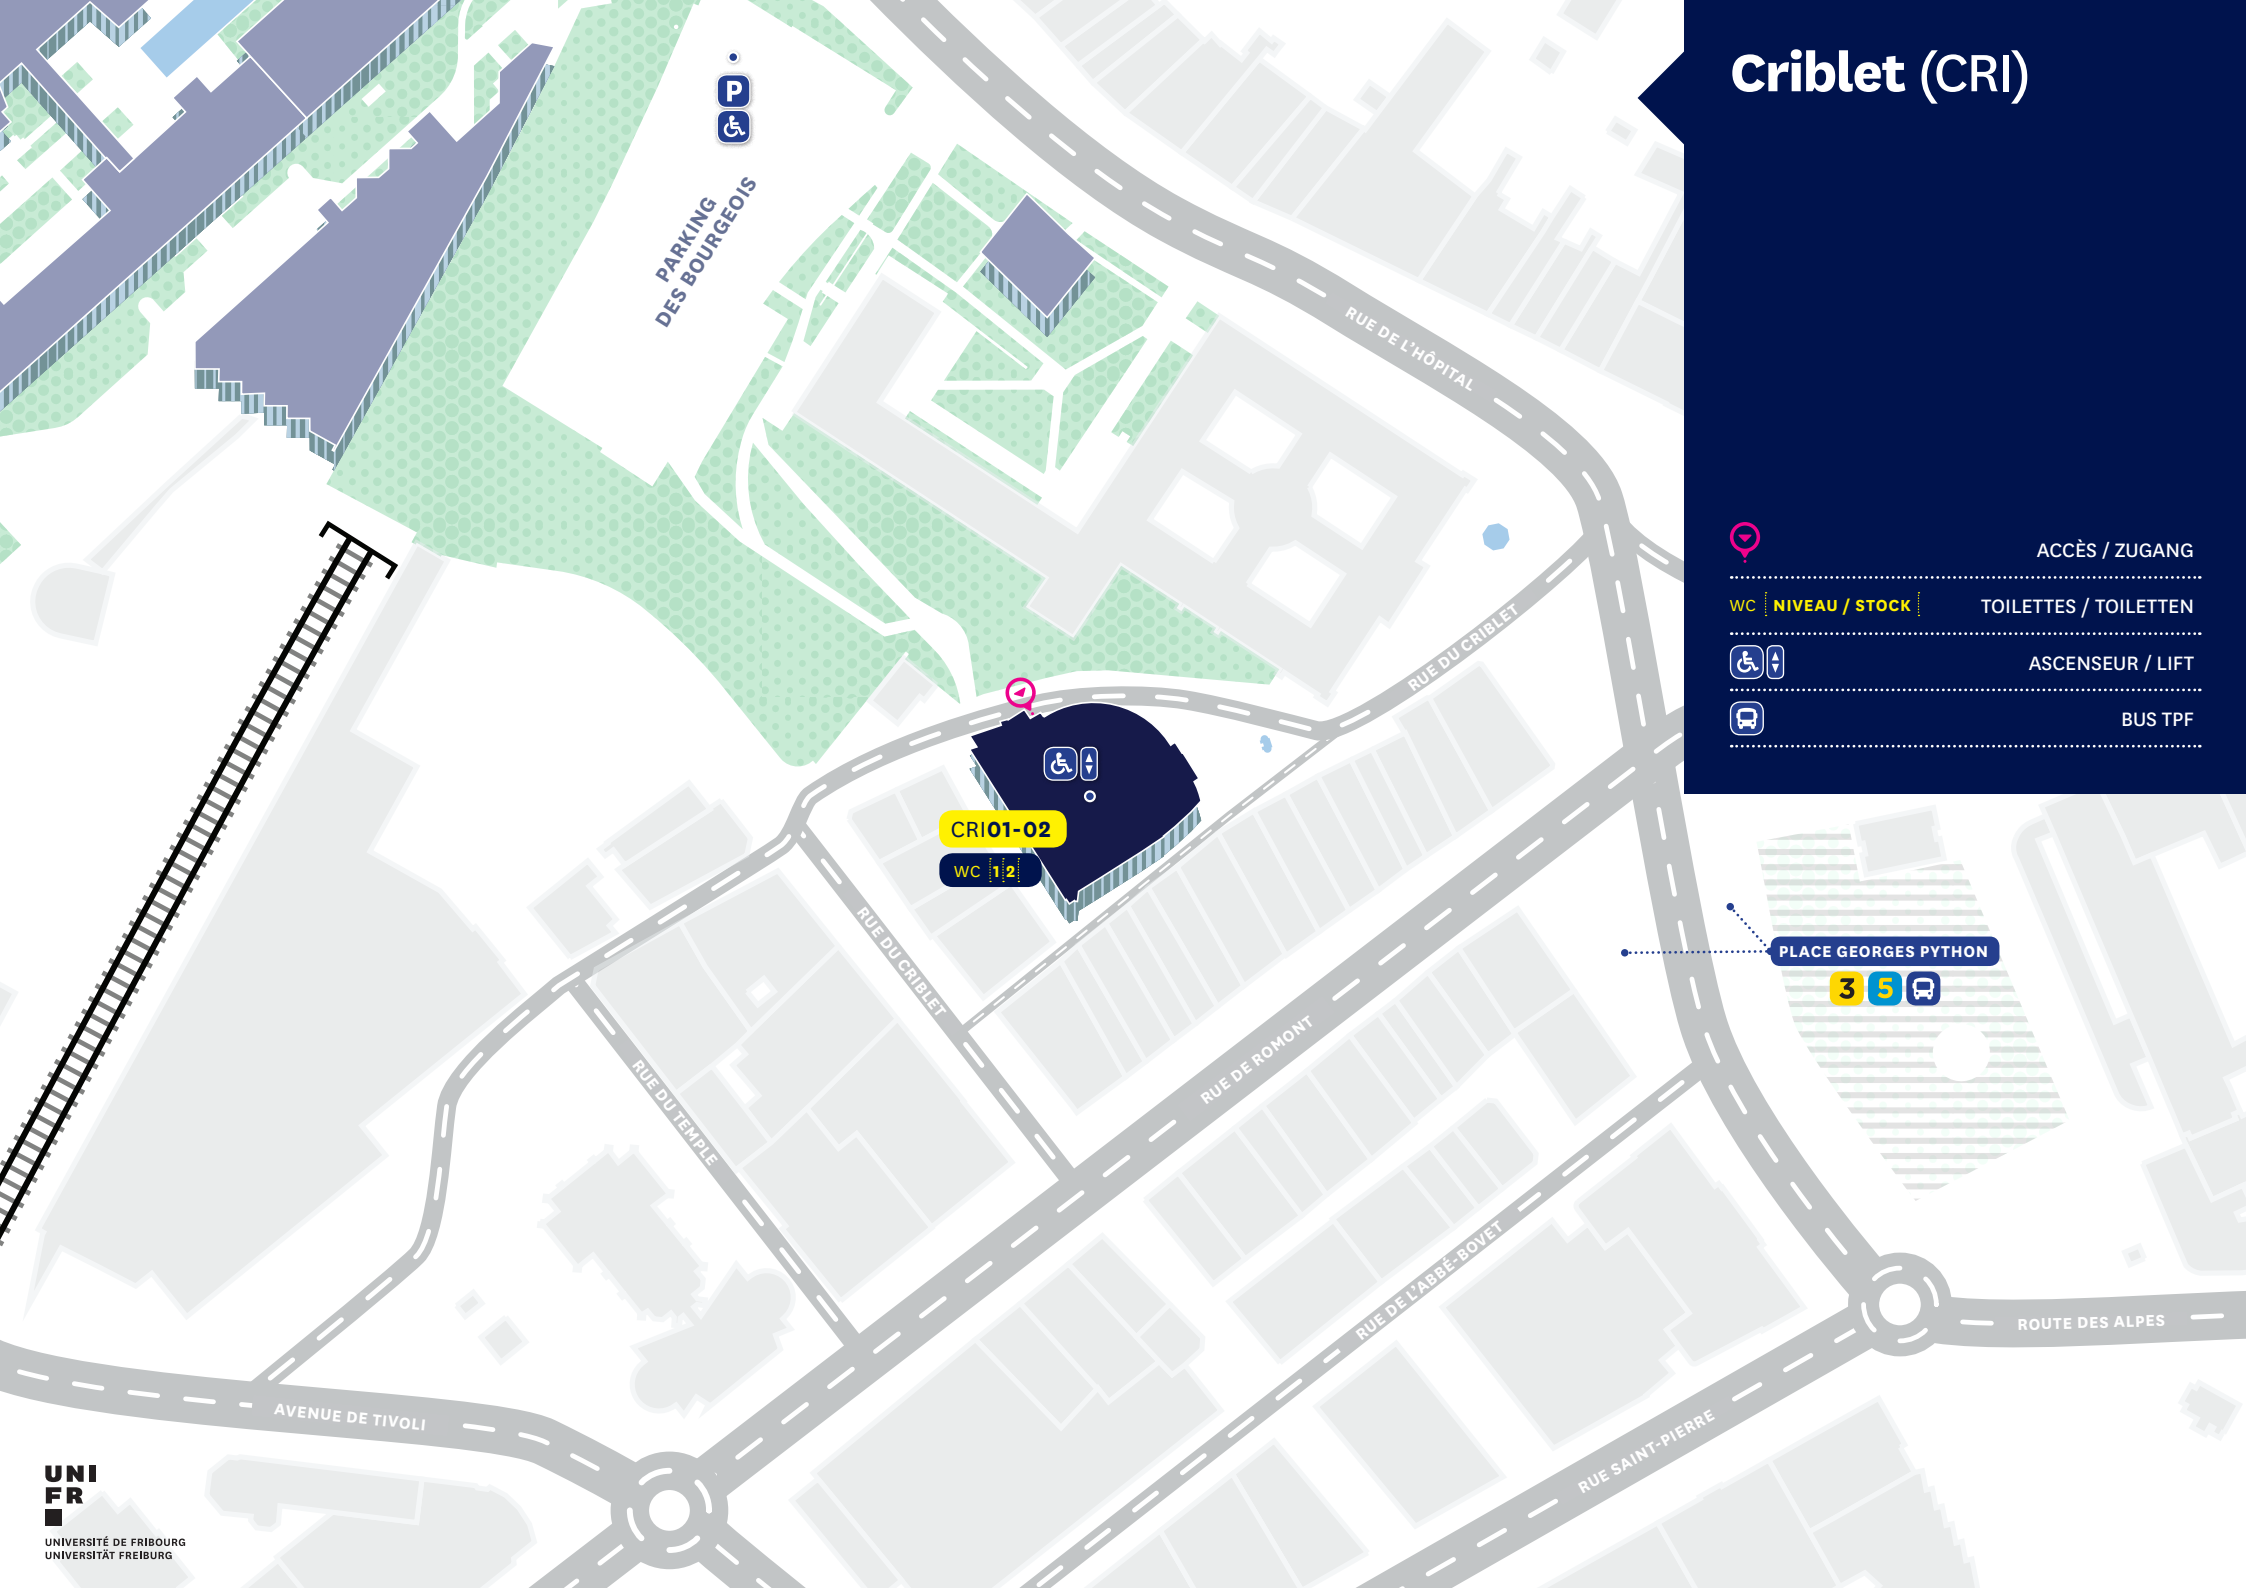 Criblet (CRI)
P
PARKING
DES BOURGEOIS
RUE DE L'HÔPITAL
ACCÈS / ZUGANG
WC NIVEAU / STOCK TOILETTES / TOILETTEN
ASCENSEUR / LIFT
BUS TPF
RUE DU CRIBLET
CRI01-02
WC 1 2
RUE DU CRIBLET
PLACE GEORGES PYTHON
3 5
RUE DE ROMONT
RUE DU TEMPLE
RUE DE L'ABBÉ-BOVET
ROUTE DES ALPES
AVENUE DE TIVOLI
RUE SAINT-PIERRE
UNI
FR
UNIVERSITÉ DE FRIBOURG
UNIVERSITÄT FREIBURG